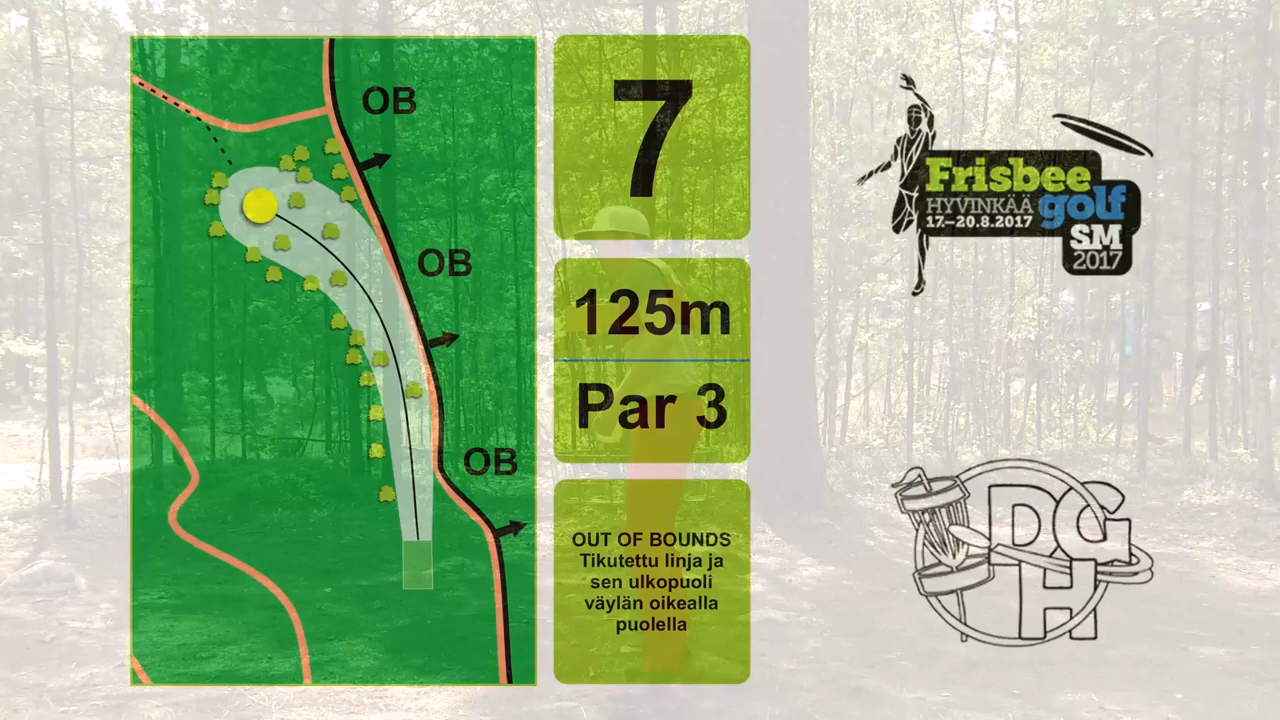 OB
OB
OB
7
125m
Par 3
OUT OF BOUNDS
Tikutettu linja ja
sen ulkopuoli
väylän oikealla
puolella
Frisbee
HYVINKÄÄ golf
17.–20.8.2017
SM
2017
DG
H